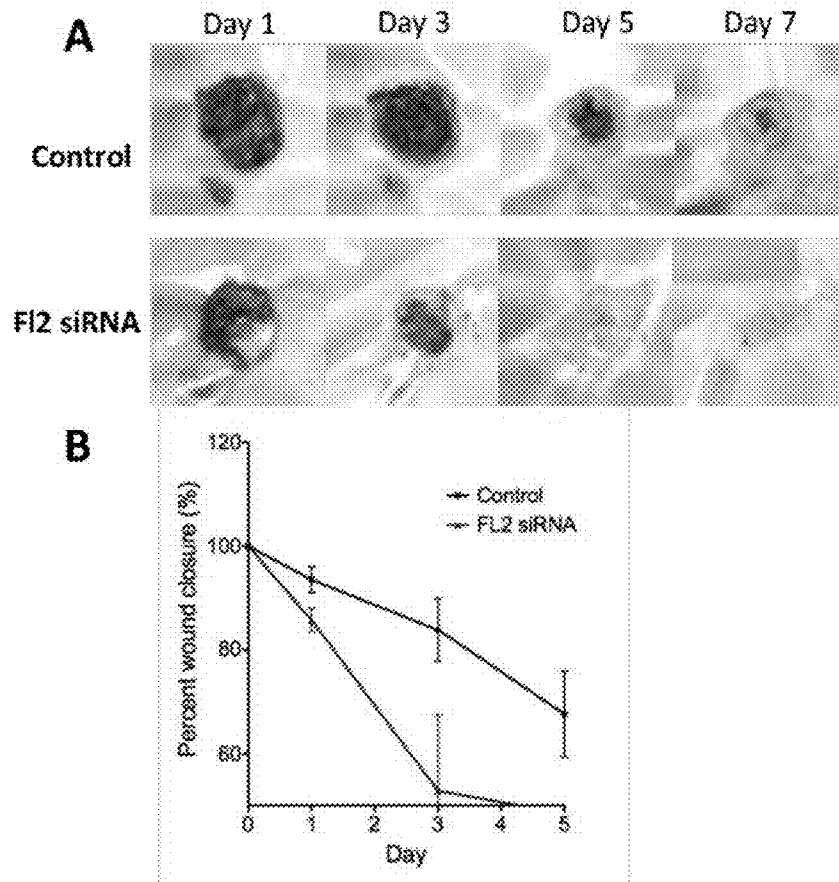 A
Day 1 Day 3 Day 5 Day 7
Control
Fl2 siRNA
B
120
100
80
60
Percent wound closure (%)
Control
FL2 siRNA
0 1 2 3 4 5
Day